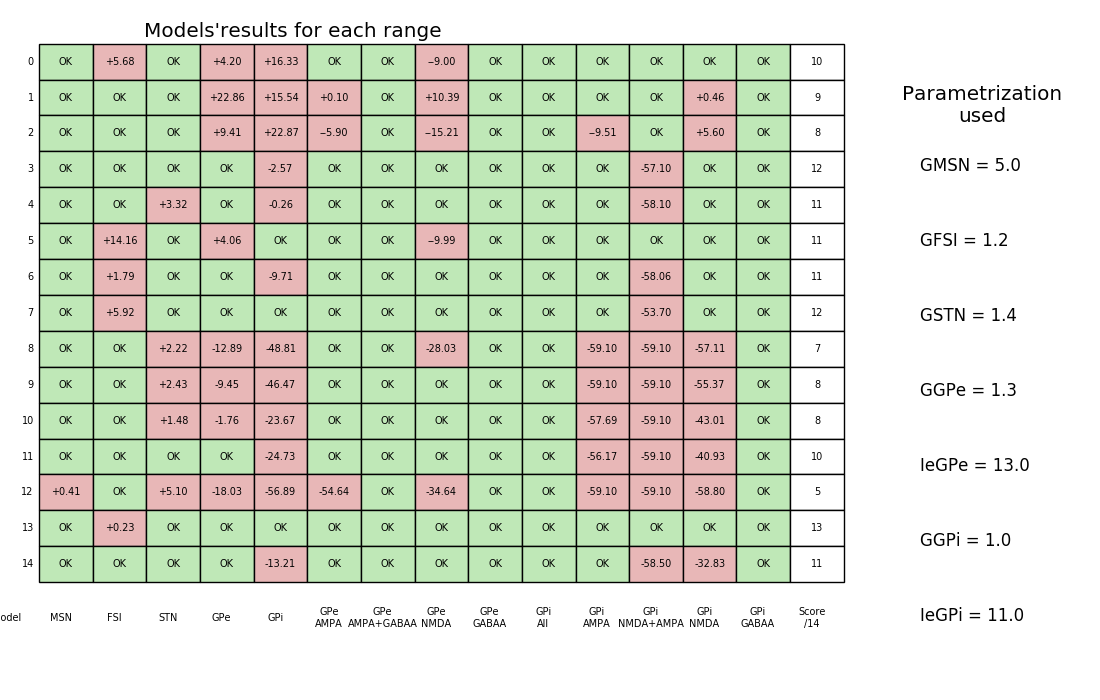 Models'results for each range
0 OK +5.68 OK +4.20 +16.33 OK OK --9.00 OK OK OK OK OK OK 10
1 OK OK OK +22.86 +15.54 +0.10 OK +10.39 OK OK OK OK +0.46 OK 9
2 OK OK OK +9.41 +22.87 --5.90 OK --15.21 OK OK --9.51 OK +5.60 OK 8
3 OK OK OK OK -2.57 OK OK OK OK OK OK -57.10 OK OK 12
4 OK OK +3.32 OK -0.26 OK OK OK OK OK OK -58.10 OK OK 11
5 OK +14.16 OK +4.06 OK OK OK --9.99 OK OK OK OK OK OK 11
6 OK +1.79 OK OK -9.71 OK OK OK OK OK OK -58.06 OK OK 11
7 OK +5.92 OK OK OK OK OK OK OK OK OK -53.70 OK OK 12
8 OK OK +2.22 -12.89 -48.81 OK OK -28.03 OK OK -59.10 -59.10 -57.11 OK 7
9 OK OK +2.43 -9.45 -46.47 OK OK OK OK OK -59.10 -59.10 -55.37 OK 8
10 OK OK +1.48 -1.76 -23.67 OK OK OK OK OK -57.69 -59.10 -43.01 OK 8
11 OK OK OK OK -24.73 OK OK OK OK OK -56.17 -59.10 -40.93 OK 10
12 +0.41 OK +5.10 -18.03 -56.89 -54.64 OK -34.64 OK OK -59.10 -59.10 -58.80 OK 5
13 OK +0.23 OK OK OK OK OK OK OK OK OK OK OK OK 13
14 OK OK OK OK -13.21 OK OK OK OK OK OK -58.50 -32.83 OK 11
GPe GPe GPe GPe GPi GPi GPi GPi GPi Score
odel MSN FSI STN GPe GPi
AMPA AMPA+GABAA NMDA GABAA All AMPA NMDA+AMPA NMDA GABAA /14
Parametrization
used
GMSN = 5.0
GFSI = 1.2
GSTN = 1.4
GGPe = 1.3
IeGPe = 13.0
GGPi = 1.0
IeGPi = 11.0